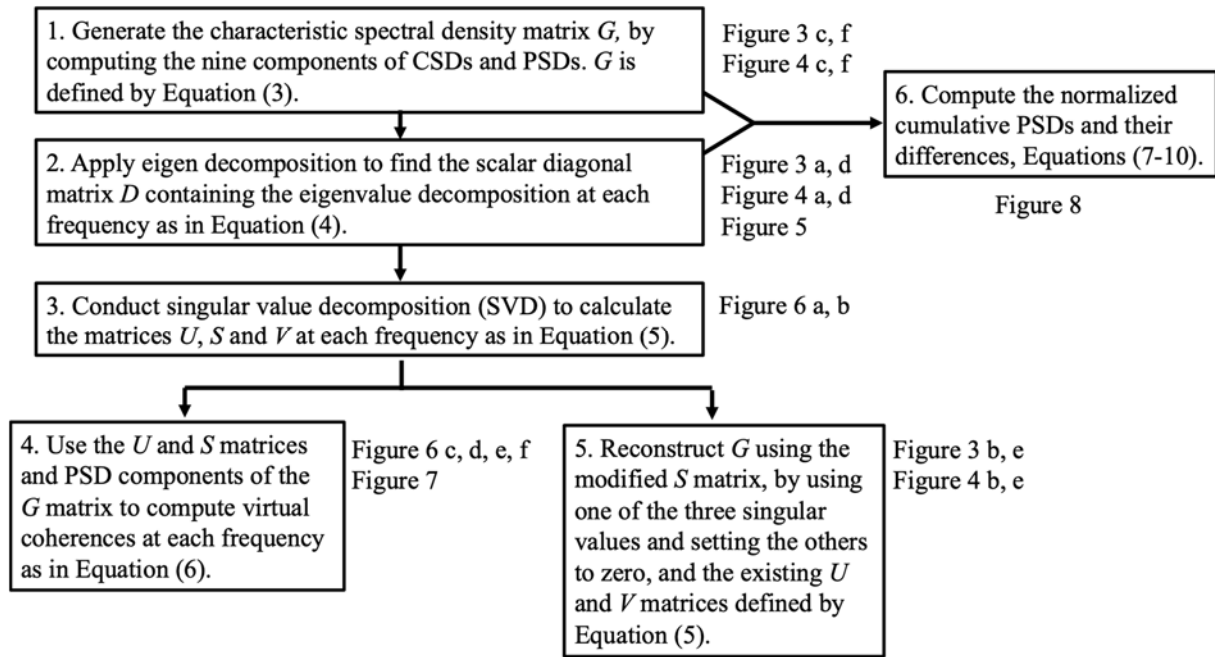 1. Generate the characteristic spectral density matrix G, by
computing the nine components of CSDs and PSDs. G is
defined by Equation (3).
Figure 3 c, f
Figure 4 c, f
6. Compute the normalized
cumulative PSDs and their
differences, Equations (7-10).
Figure 8
2. Apply eigen decomposition to find the scalar diagonal
matrix D containing the eigenvalue decomposition at each
frequency as in Equation (4).
Figure 3 a, d
Figure 4 a, d
Figure 5
3. Conduct singular value decomposition (SVD) to calculate
the matrices U, S and V at each frequency as in Equation (5).
Figure 6 a, b
4. Use the U and S matrices
and PSD components of the
G matrix to compute virtual
coherences at each frequency
as in Equation (6).
Figure 6 c, d, e, f
Figure 7
5. Reconstruct G using the
modified S matrix, by using
one of the three singular
values and setting the others
to zero, and the existing U
and V matrices defined by
Equation (5).
Figure 3 b, e
Figure 4 b, e